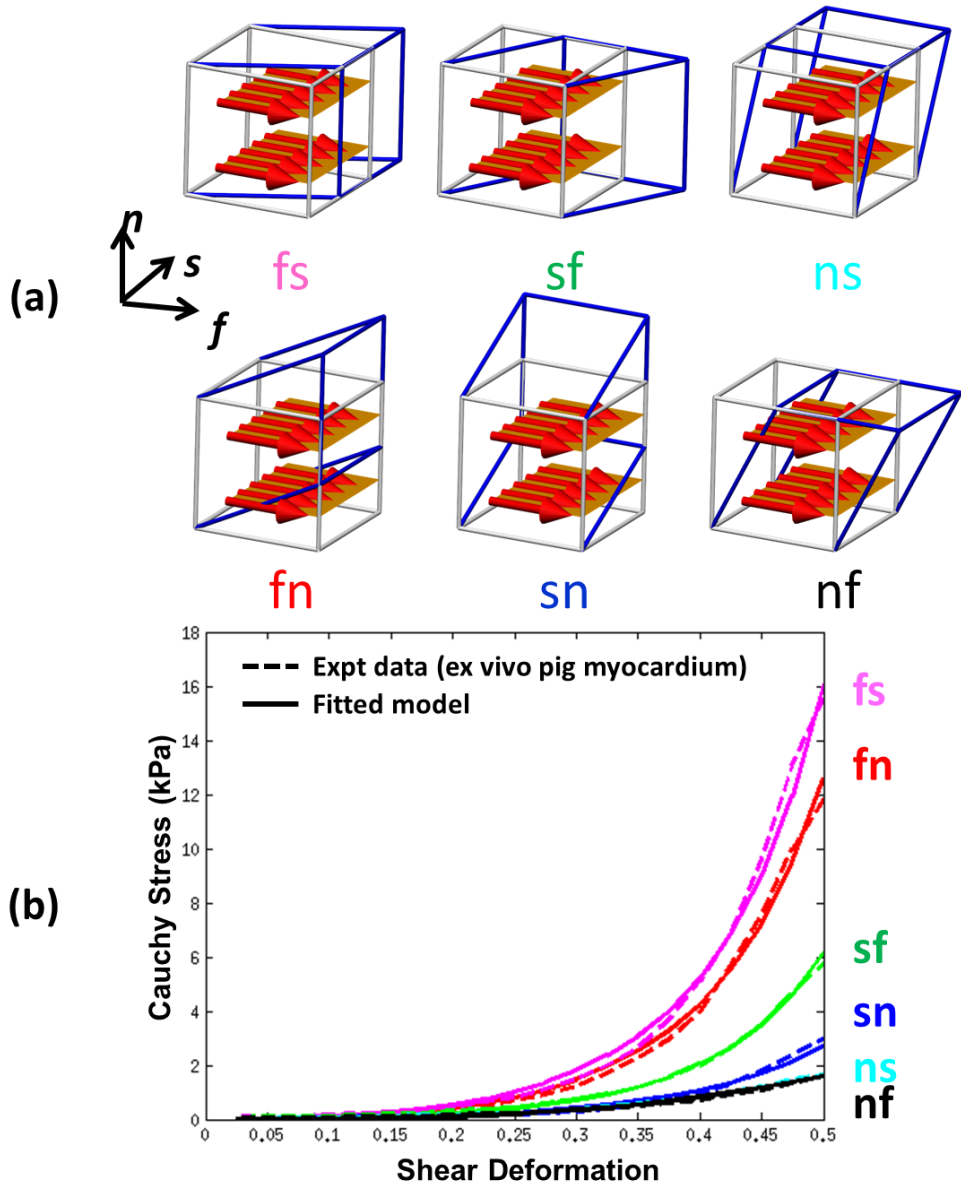 n
s
f
(a)
fs
sf
ns
fn
sn
nf
18
16
14
12
10
8
6
4
2
0
Cauchy Stress (kPa)
Expt data (ex vivo pig myocardium)
Fitted model
fs
fn
sf
sn
ns
nf
(b)
0 0.05 0.1 0.15 0.2 0.25 0.3 0.35 0.4 0.45 0.5
Shear Deformation